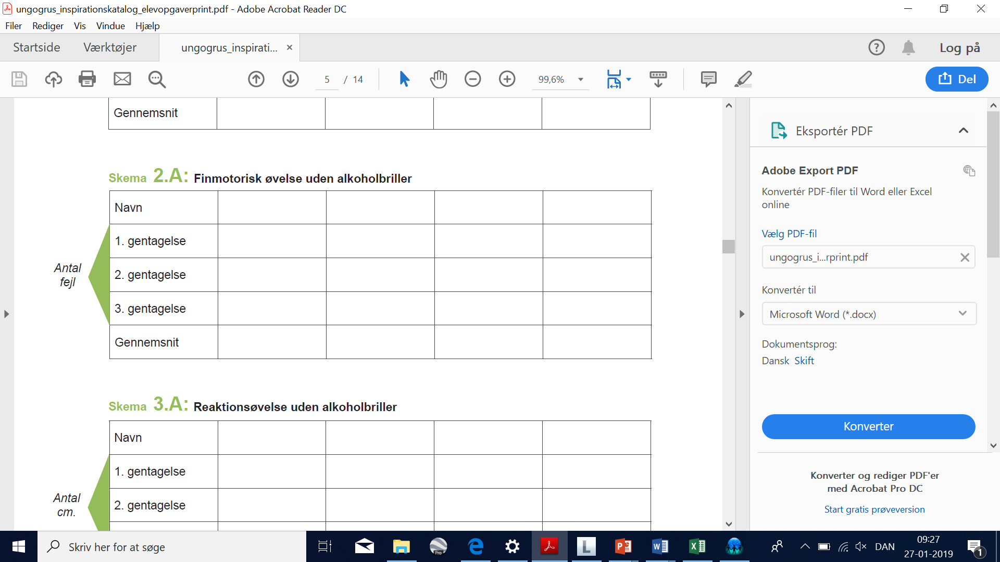 ungogrus_inspirationskatalog_elevopgaverprint.pdf - Adobe Acrobat Reader DC
Filer Rediger Vis Vindue Hjælp
Startside Værktøjer ungogrus_inspirati... Log på
5 / 14 99,6% Del
Gennemsnit
Skema 2.A: Finmotorisk øvelse uden alkoholbriller
Navn
1. gentagelse
2. gentagelse
3. gentagelse
Gennemsnit
Antal
fejl
Skema 3.A: Reaktionsøvelse uden alkoholbriller
Navn
1. gentagelse
2. gentagelse
Antal
cm.
Eksportér PDF
Adobe Export PDF
Konvertér PDF-filer til Word eller Excel
online
Vælg PDF-fil
ungogrus_i...rprint.pdf
Konvertér til
Microsoft Word (*.docx)
Dokumentsprog:
Dansk Skift
Konverter
Konverter og rediger PDF'er
med Acrobat Pro DC
Start gratis prøveversion
Skriv her for at søge
Pro
DAN
09:27
27-01-2019
1